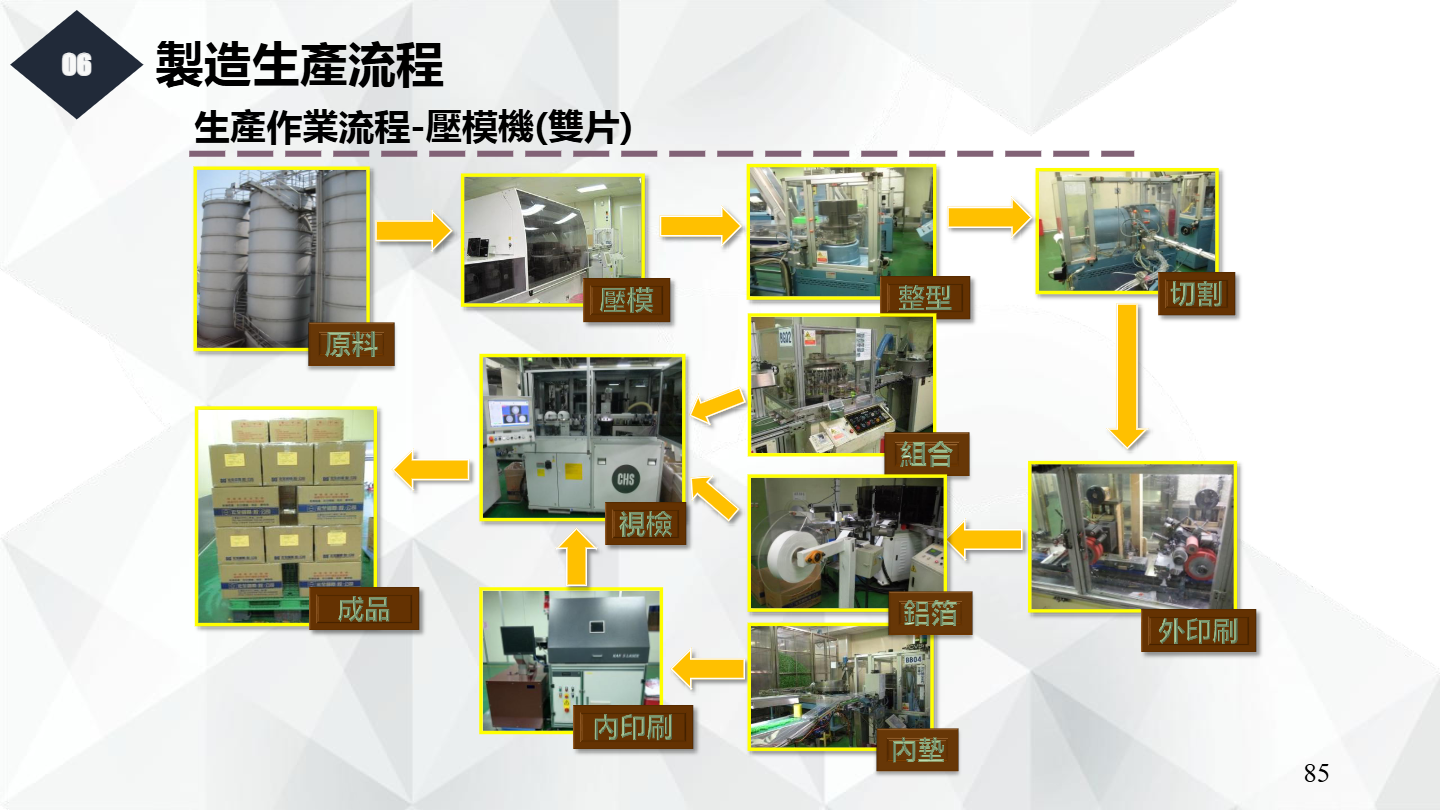 06
製造生產流程
生產作業流程-壓模機(雙片)
原料
壓模
整型
切割
組合
CHS
視檢
成品
鋁箔
外印刷
內印刷
8804
內墊
85